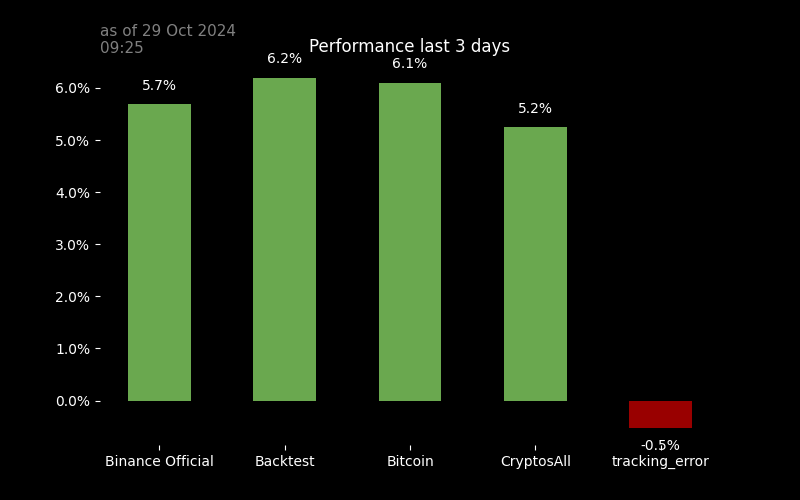 as of 29 Oct 2024
09:25
Performance last 3 days
5.7%
6.2%
6.1%
5.2%
-0.5%
6.0%
5.0%
4.0%
3.0%
2.0%
1.0%
0.0%
Binance Official
Backtest
Bitcoin
CryptosAll
tracking_error